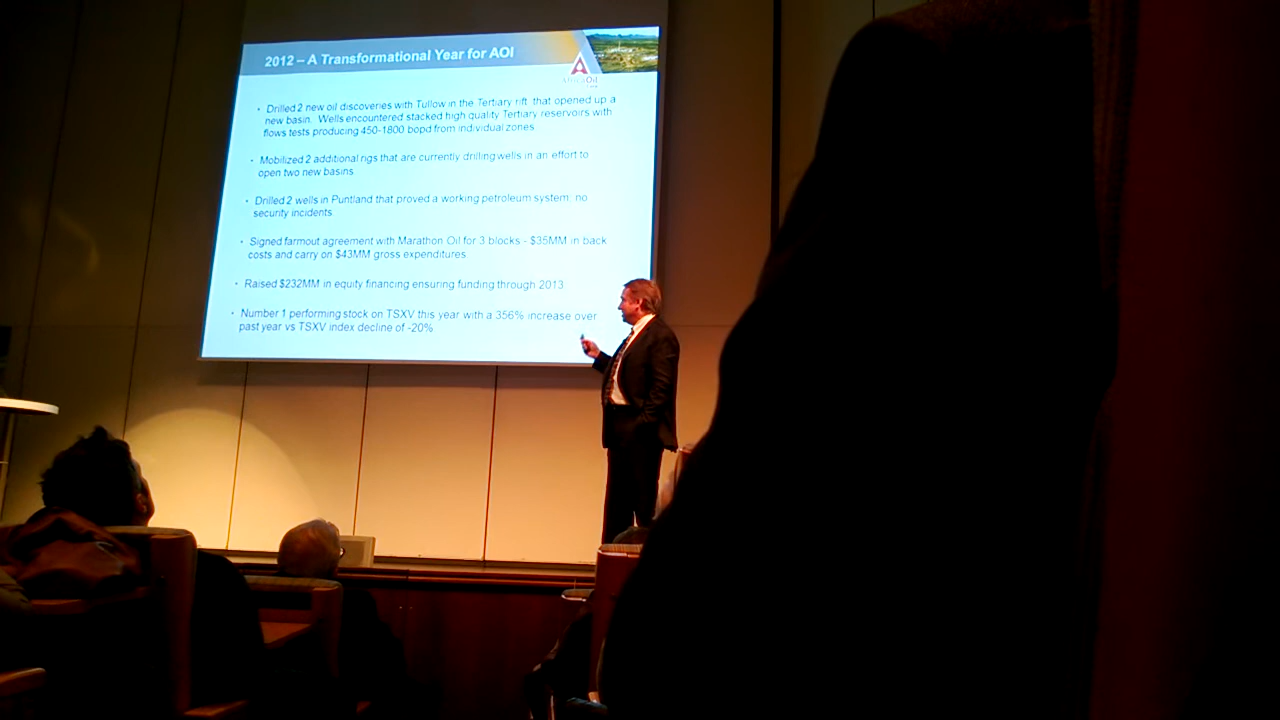 2012 – A Transformational Year for AOI
AfricaOil
• Drilled 2 new oil discoveries with Tullow in the Tertiary rift that opened up a
new basin. Wells encountered stacked high quality Tertiary reservoirs with
flows tests producing 450-1800 bopd from individual zones
• Mobilized 2 additional rigs that are currently drilling wells in an effort to
open two new basins
• Drilled 2 wells in Puntland that proved a working petroleum system; no
security incidents
• Signed farmout agreement with Marathon Oil for 3 blocks - $35MM in back
costs and carry on $43MM gross expenditures
• Raised $232MM in equity financing ensuring funding through 2013
• Number 1 performing stock on TSXV this year with a 356% increase over
past year vs TSXV index decline of -20%